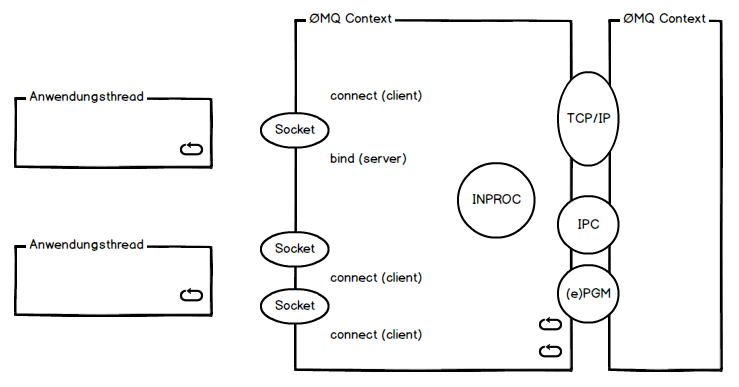 ØMQ Context
ØMQ Context
Anwendungsthread
connect (client)
Socket
TCP/IP
bind (server)
INPROC
IPC
Anwendungsthread
Socket
connect (client)
(e)PGM
Socket
connect (client)